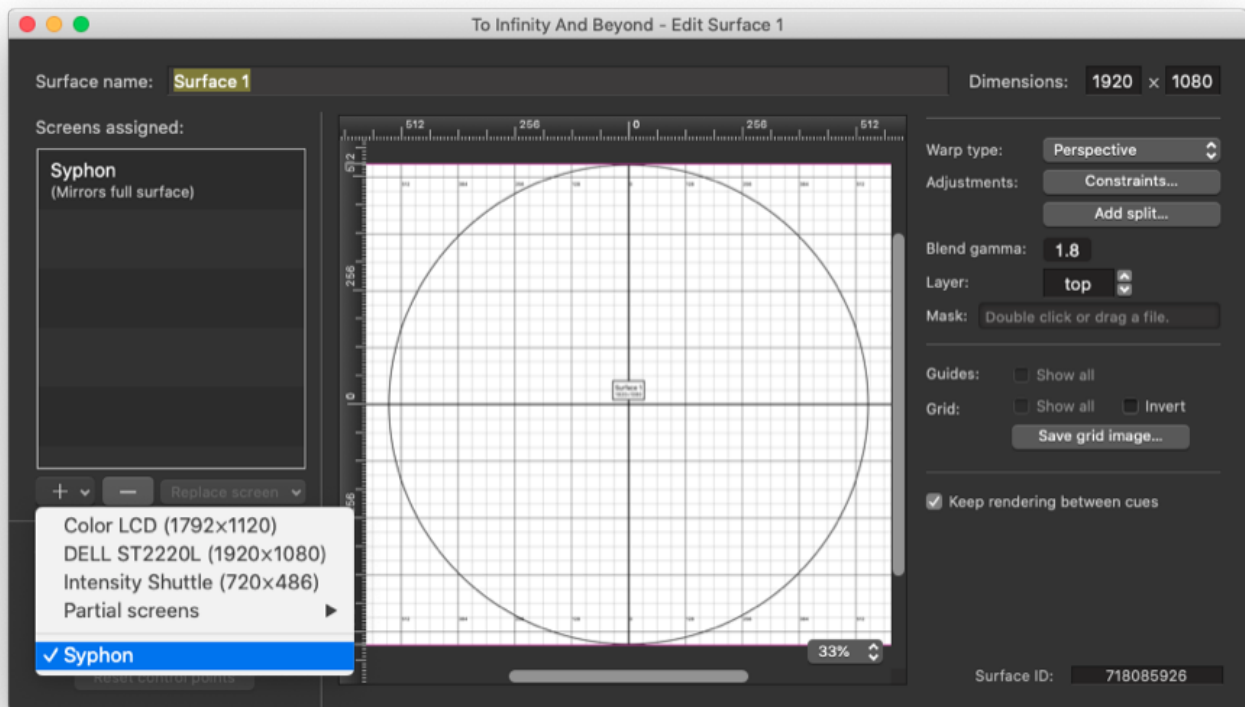 To Infinity And Beyond - Edit Surface 1
Surface name: Surface 1
Dimensions: 1920 × 1080
Screens assigned:
Syphon
(Mirrors full surface)
+ − Replace screen
Color LCD (1792×1120)
DELL ST2220L (1920×1080)
Intensity Shuttle (720×486)
Partial screens
✓ Syphon
Reset control points
512 256 0 256 512
512
256
0
56
Surface 1
1920×1080
33%
Warp type: Perspective
Adjustments: Constraints...
Add split...
Blend gamma: 1.8
Layer: top
Mask: Double click or drag a file.
Guides: Show all
Grid: Show all Invert
Save grid image...
Keep rendering between cues
Surface ID: 718085926